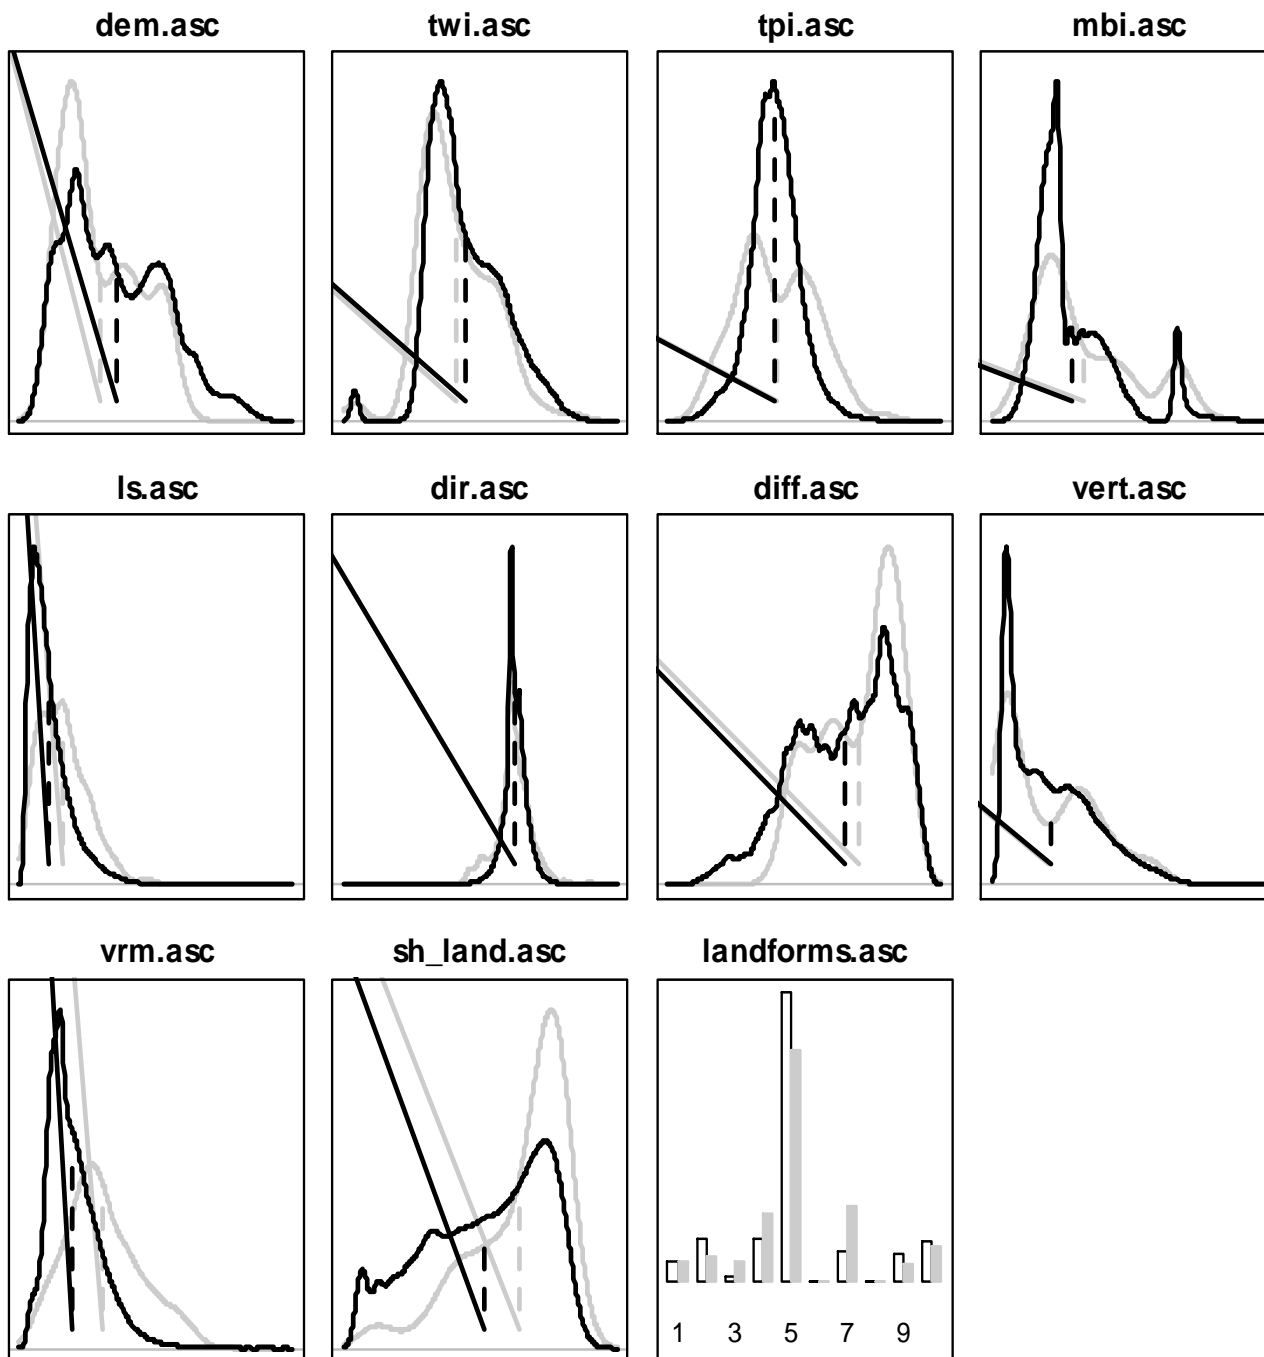 dem.asc twi.asc tpi.asc mbi.asc
ls.asc dir.asc diff.asc vert.asc
vrm.asc sh_land.asc landforms.asc
1 3 5 7 9